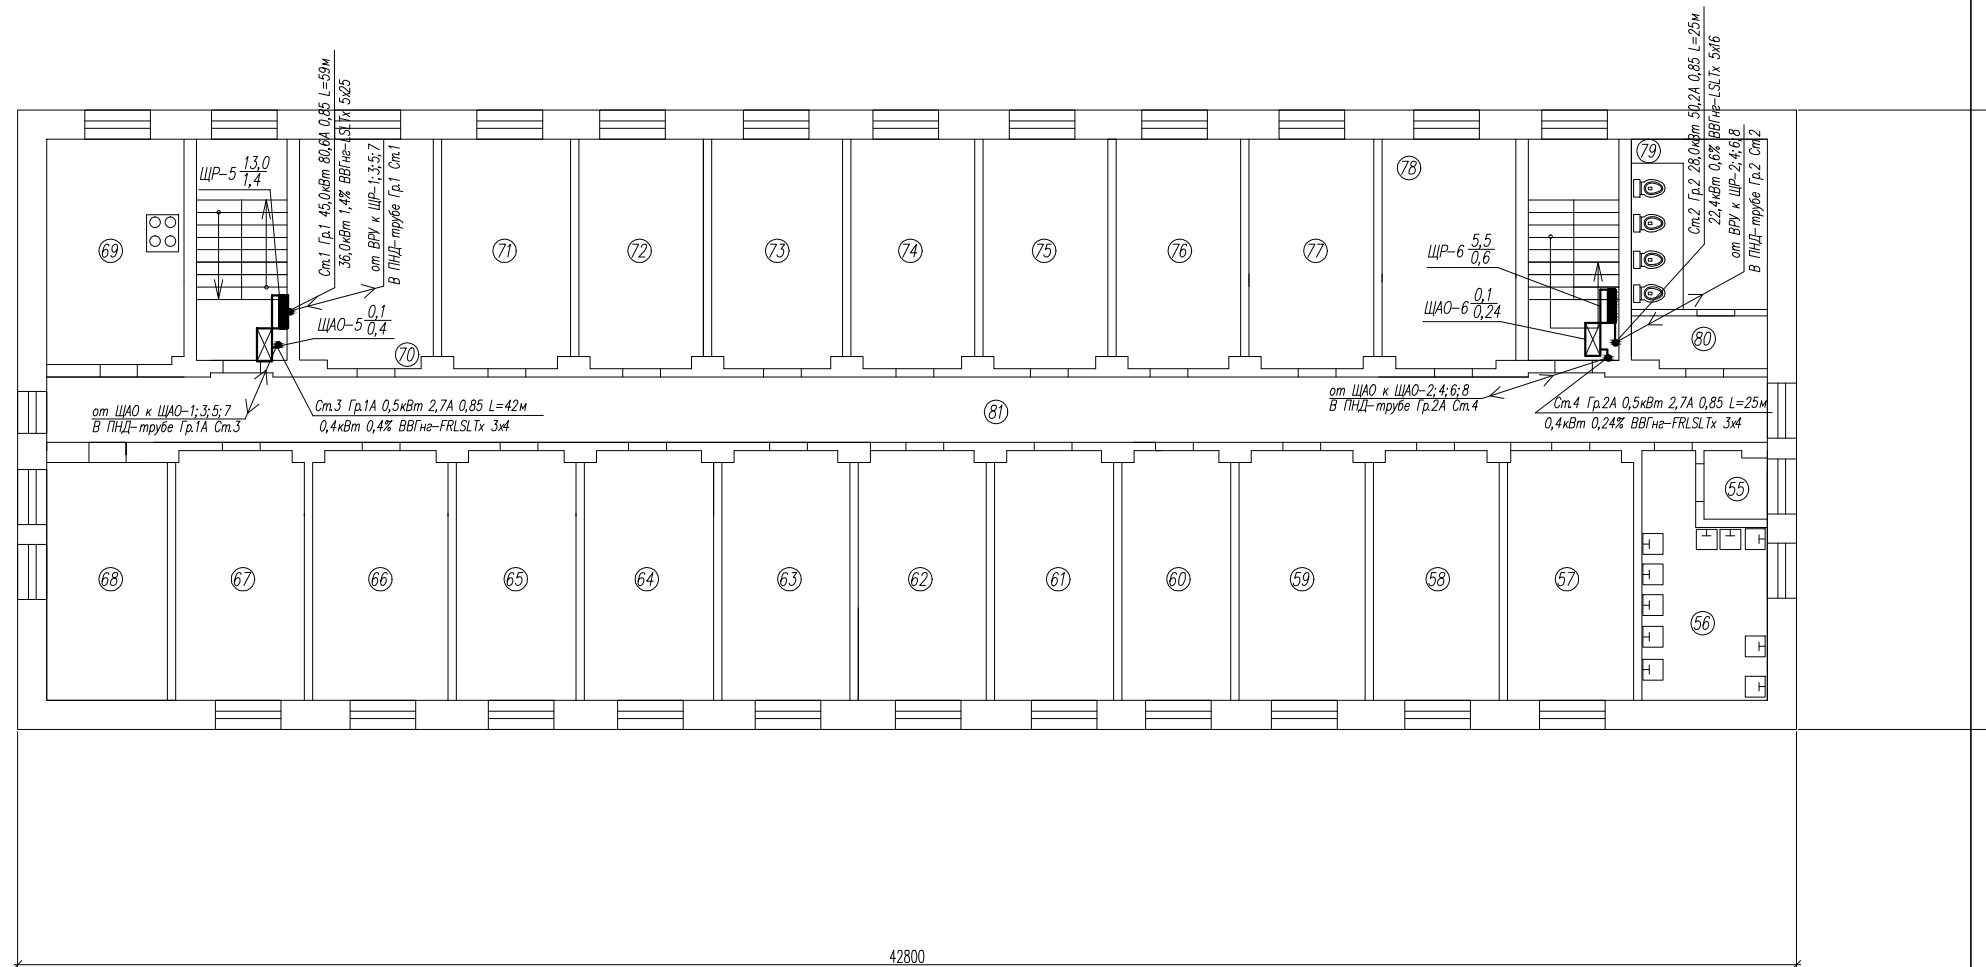 Ст.1 Гр.1 45,0кВт 80,6А 0,85 L=59м
36,0кВт 1,4% ВВГнг-LSLTx 5x25
от ВРУ к ЩР-1;3;5;7
В ПНД-трубе Гр.1 Ст.1
Ст.2 Гр.2 28,0кВт 50,2А 0,85 L=25м
22,4кВт 0,6% ВВГнг-LSLTx 5x16
от ВРУ к ЩР-2;4;6;8
В ПНД-трубе Гр.2 Ст.2
ЩР-5 13,0
1,4
79
78
69
71
72
73
74
75
76
77
ЩР-6 5,5
0,6
ЩАО-5 0,1
0,4
ЩАО-6 0,1
0,24
70
80
от ЩАО к ЩАО-1;3;5;7
В ПНД-трубе Гр.1А Ст.3
Ст.3 Гр.1А 0,5кВт 2,7А 0,85 L=42м
0,4кВт 0,4% ВВГнг-FRLSLTx 3x4
81
от ЩАО к ЩАО-2;4;6;8
В ПНД-трубе Гр.2А Ст.4
Ст.4 Гр.2А 0,5кВт 2,7А 0,85 L=25м
0,4кВт 0,24% ВВГнг-FRLSLTx 3x4
55
68
67
66
65
64
63
62
61
60
59
58
57
56
42800